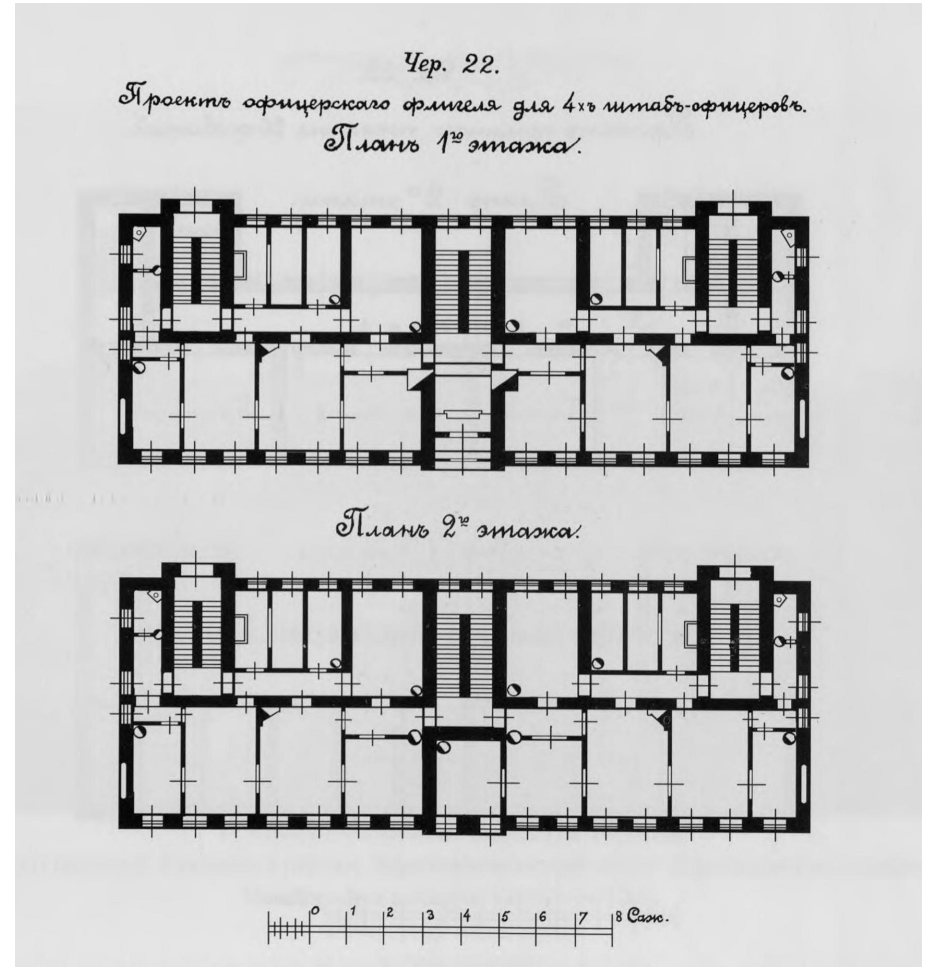 Чер. 22.
Проектъ офицерскаго флигеля для 4хъ штабъ-офицеровъ.
Планъ 1го этажа.
Планъ 2го этажа.
0 1 2 3 4 5 6 7 8 Саж.